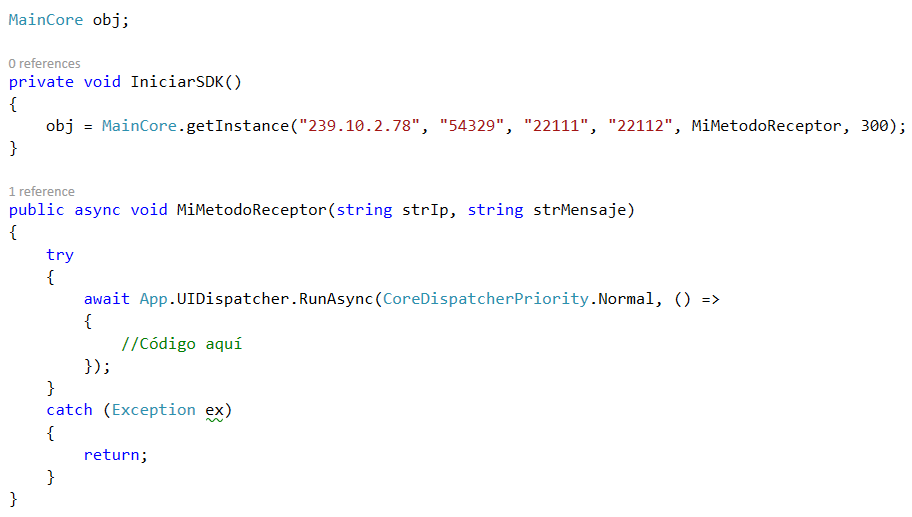 MainCore obj;
0 references
private void IniciarSDK()
{
    obj = MainCore.getInstance("239.10.2.78", "54329", "22111", "22112", MiMetodoReceptor, 300);
}
1 reference
public async void MiMetodoReceptor(string strIp, string strMensaje)
{
    try
    {
        await App.UIDispatcher.RunAsync(CoreDispatcherPriority.Normal, () =>
        {
            //Código aquí
        });
    }
    catch (Exception ex)
    {
        return;
    }
}